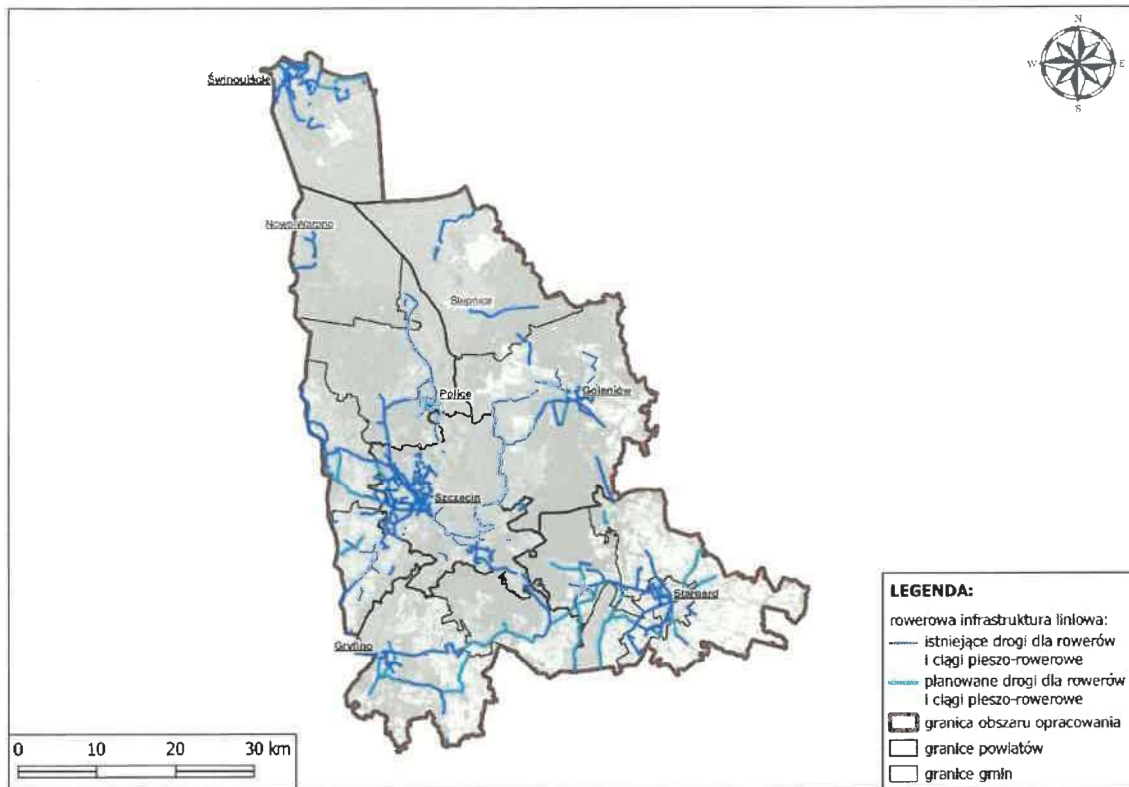 N
W
E
S
Nowe Warpno
Stepnica
Police
Goleniów
Szczecin
Stargard
Gryfino
LEGENDA:
rowerowa infrastruktura liniowa:
istniejące drogi dla rowerów
i ciągi pieszo-rowerowe
planowane drogi dla rowerów
i ciągi pieszo-rowerowe
granica obszaru opracowania
granice powiatów
granice gmin
0 10 20 30 km